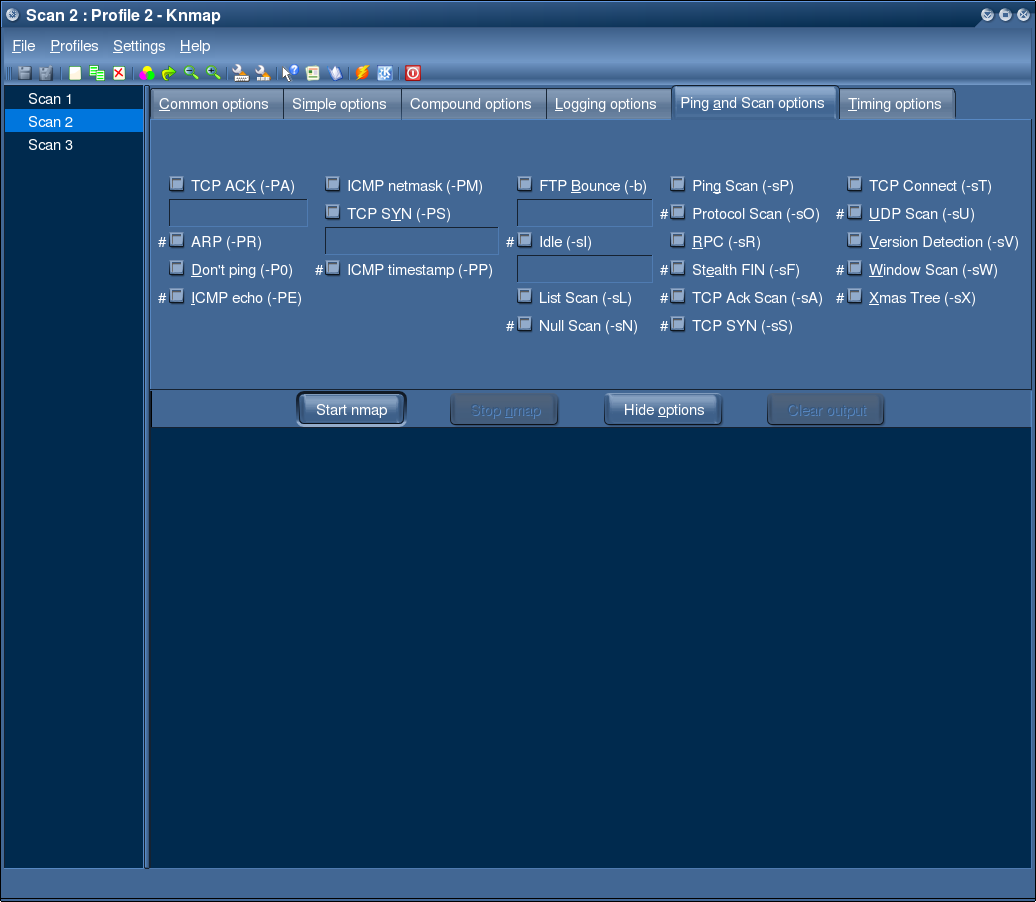 Scan 2 : Profile 2 - Knmap
File Profiles Settings Help
Scan 1
Scan 2
Scan 3
Common options Simple options Compound options Logging options Ping and Scan options Timing options
TCP ACK (-PA) ICMP netmask (-PM) FTP Bounce (-b) Ping Scan (-sP) TCP Connect (-sT)
TCP SYN (-PS) # Protocol Scan (-sO) # UDP Scan (-sU)
# ARP (-PR) # Idle (-sI) RPC (-sR) Version Detection (-sV)
Don't ping (-P0) # ICMP timestamp (-PP) # Stealth FIN (-sF) # Window Scan (-sW)
# ICMP echo (-PE) List Scan (-sL) # TCP Ack Scan (-sA) # Xmas Tree (-sX)
# Null Scan (-sN) # TCP SYN (-sS)
Start nmap Stop nmap Hide options Clear output